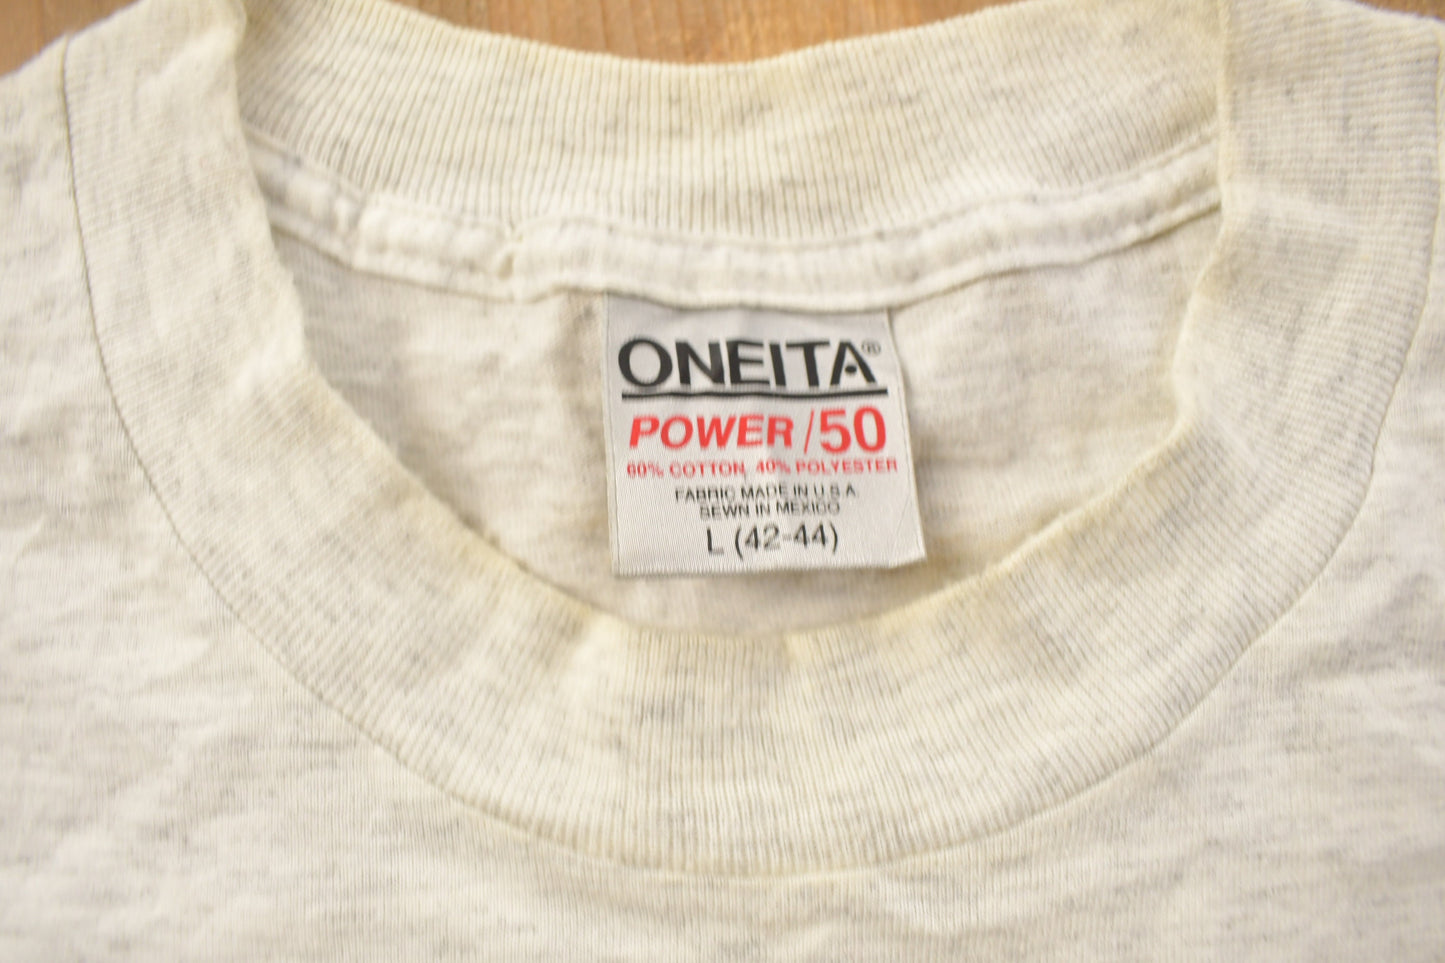 ONEITA®
POWER/50
60% COTTON, 40% POLYESTER
FABRIC MADE IN U.S.A.
SEWN IN MEXICO
L (42-44)